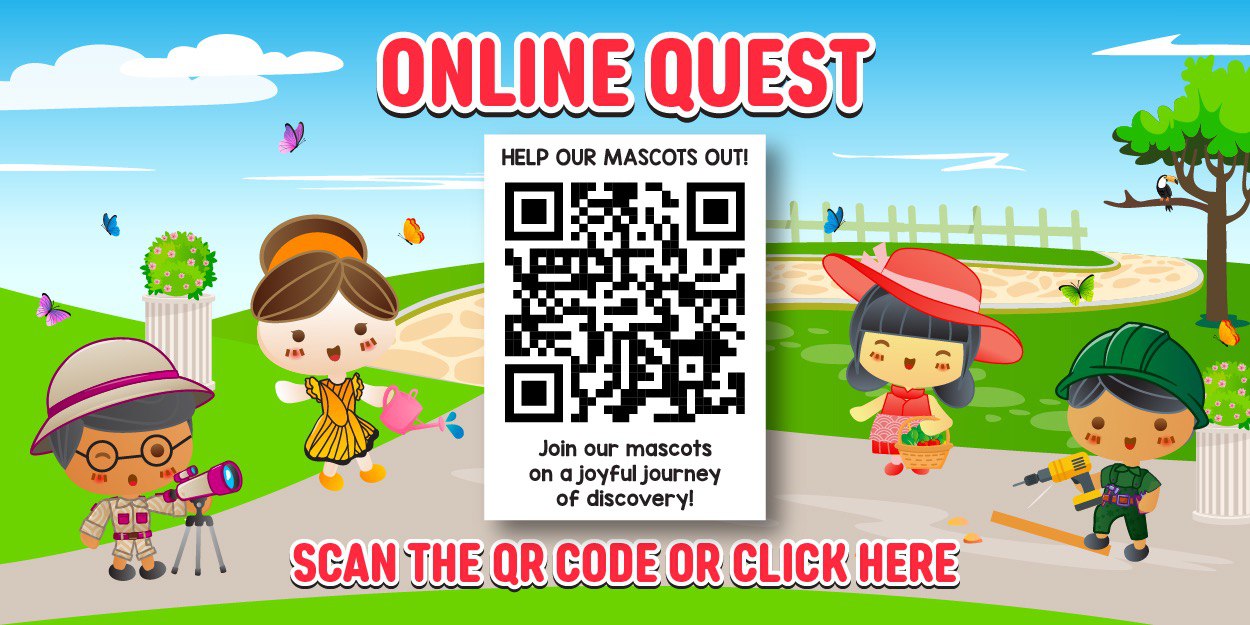 ONLINE QUEST
HELP OUR MASCOTS OUT!
Join our mascots
on a joyful journey
of discovery!
SCAN THE QR CODE OR CLICK HERE